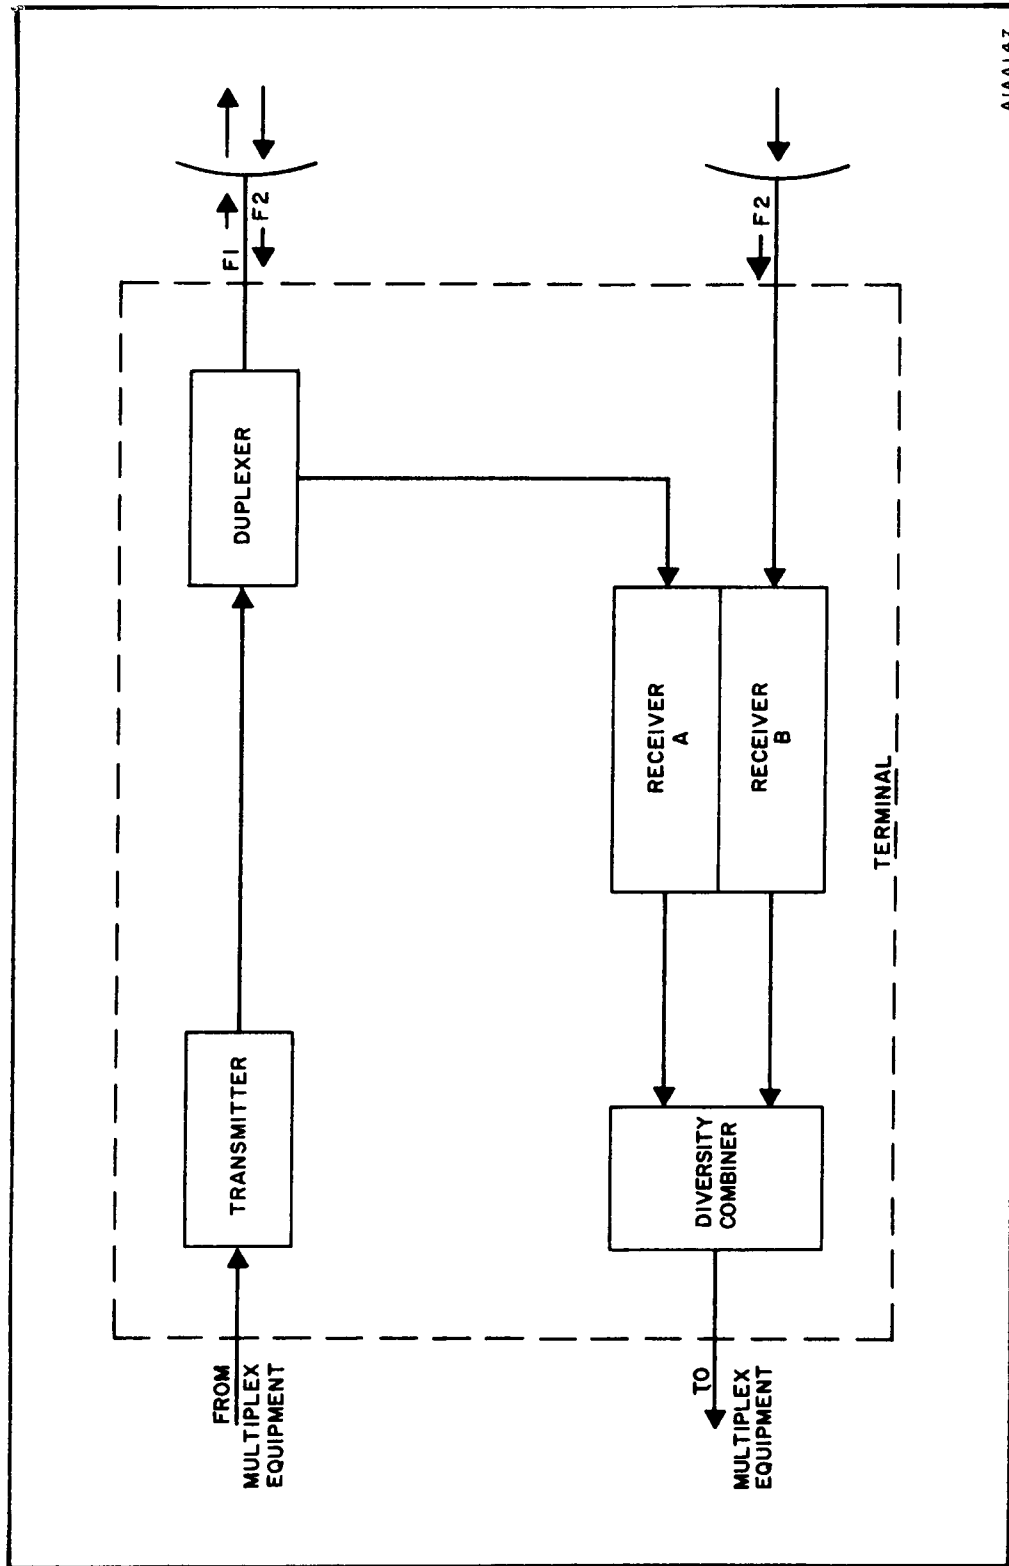 FROM
MULTIPLEX
EQUIPMENT
TRANSMITTER
DUPLEXER
F1
F2
TO
MULTIPLEX
EQUIPMENT
DIVERSITY
COMBINER
RECEIVER
A
RECEIVER
B
F2
TERMINAL